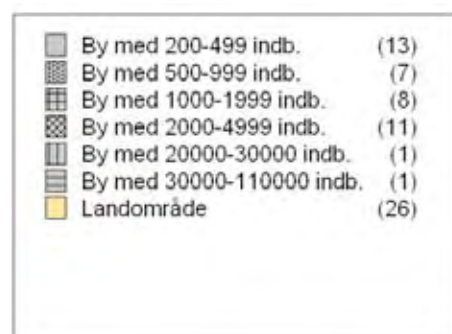 By med 200-499 indb. (13)
By med 500-999 indb. (7)
By med 1000-1999 indb. (8)
By med 2000-4999 indb. (11)
By med 20000-30000 indb. (1)
By med 30000-110000 indb. (1)
Landområde (26)